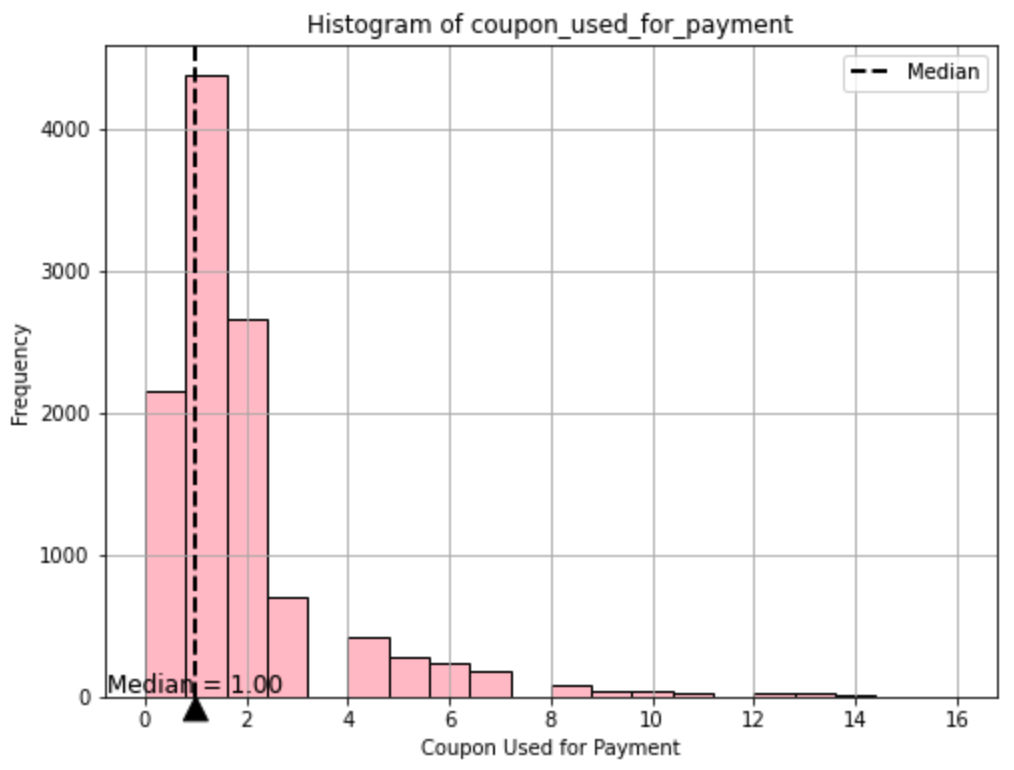 Histogram of coupon_used_for_payment
Median
4000
3000
2000
1000
0
Frequency
Median = 1.00
0 2 4 6 8 10 12 14 16
Coupon Used for Payment